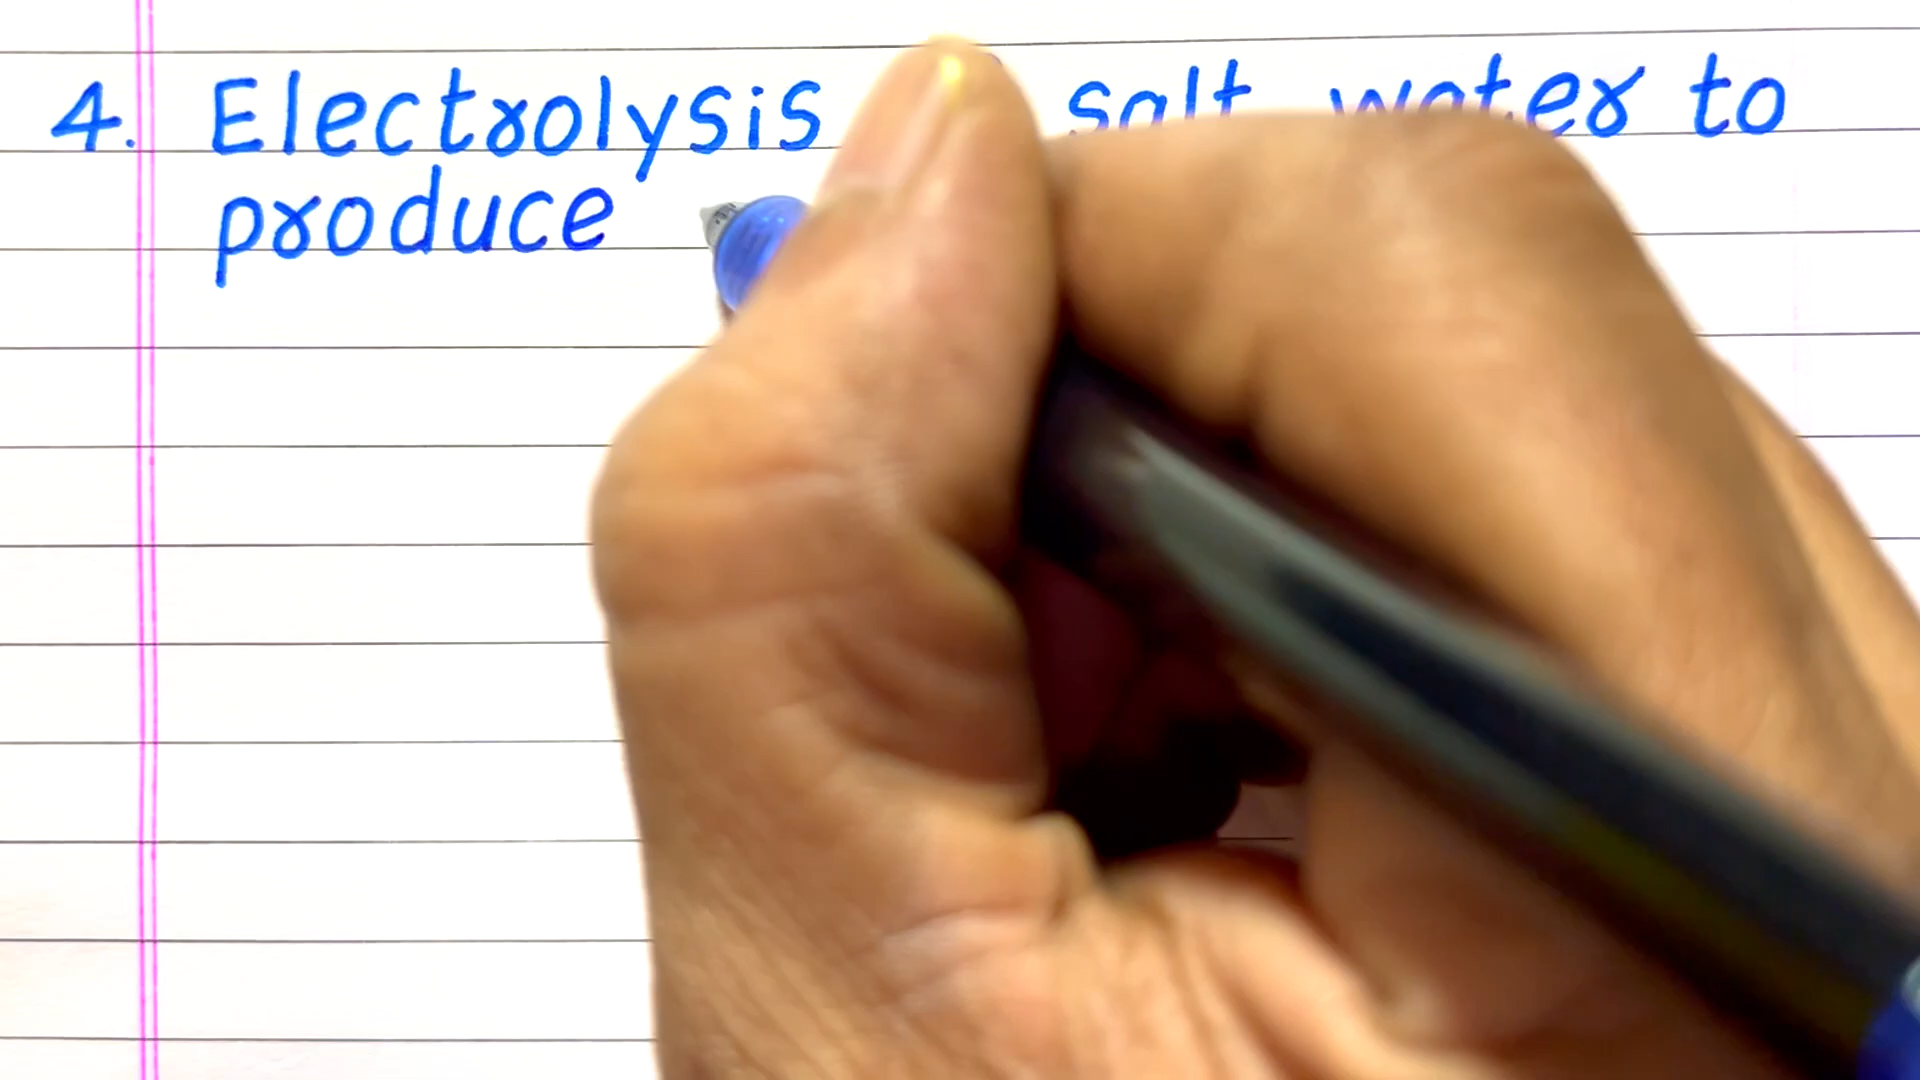 4. Electrolysis salt water to
produce